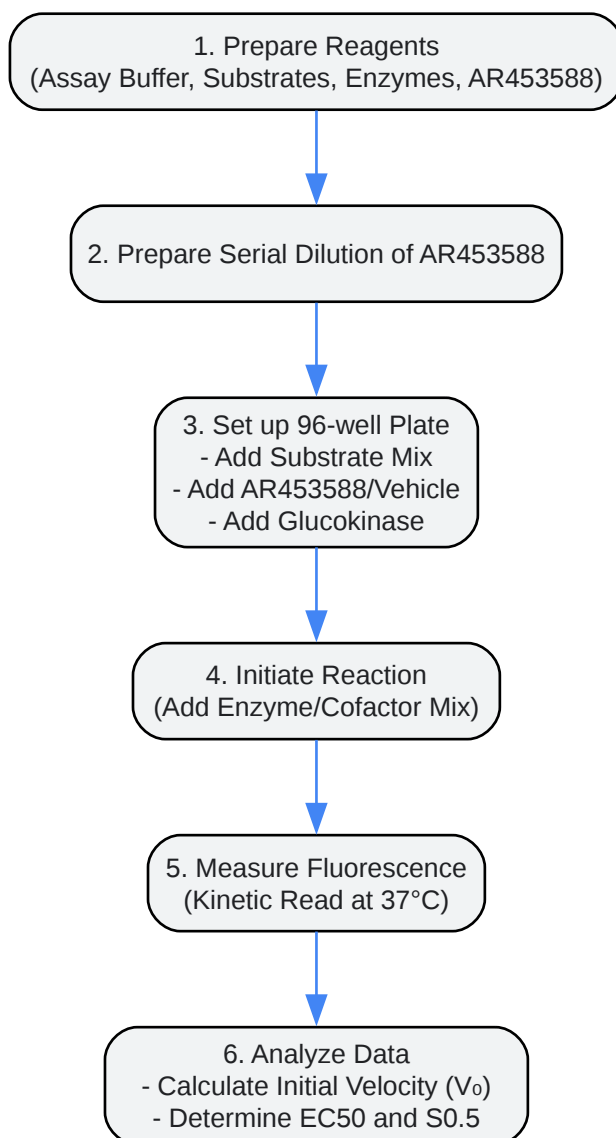 1. Prepare Reagents
(Assay Buffer, Substrates, Enzymes, AR453588)
2. Prepare Serial Dilution of AR453588
3. Set up 96-well Plate
- Add Substrate Mix
- Add AR453588/Vehicle
- Add Glucokinase
4. Initiate Reaction
(Add Enzyme/Cofactor Mix)
5. Measure Fluorescence
(Kinetic Read at 37°C)
6. Analyze Data
- Calculate Initial Velocity (V₀)
- Determine EC50 and S0.5